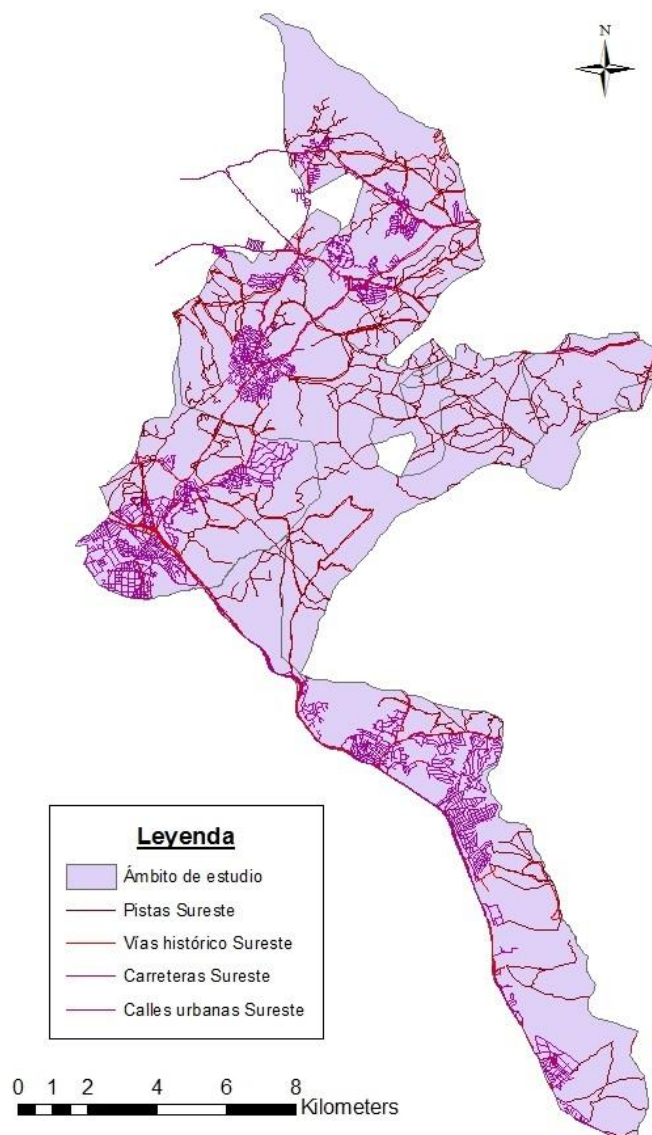 N
Leyenda
Ámbito de estudio
Pistas Sureste
Vías histórico Sureste
Carreteras Sureste
Calles urbanas Sureste
0 1 2 4 6 8
Kilometers